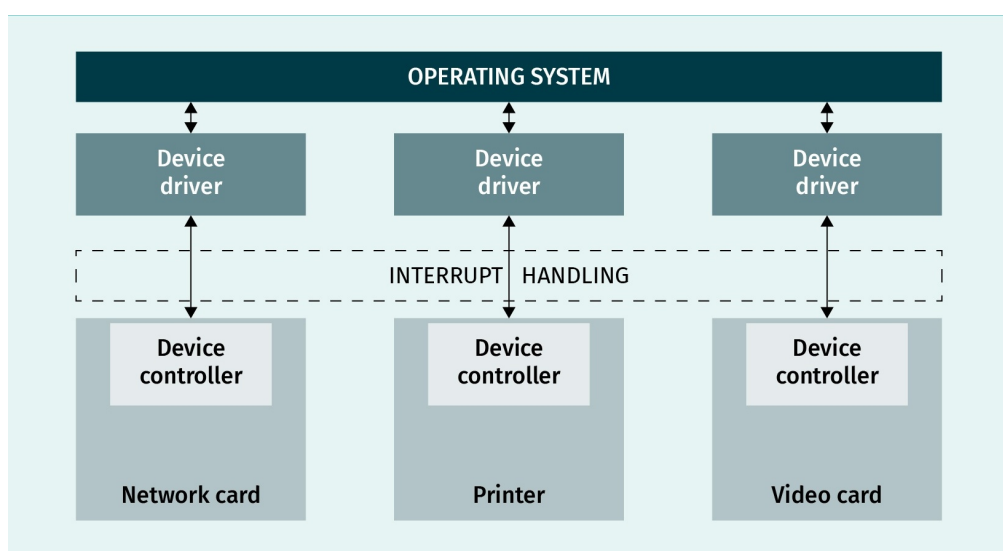 OPERATING SYSTEM
Device
driver
Device
driver
Device
driver
INTERRUPT HANDLING
Device
controller
Device
controller
Device
controller
Network card
Printer
Video card